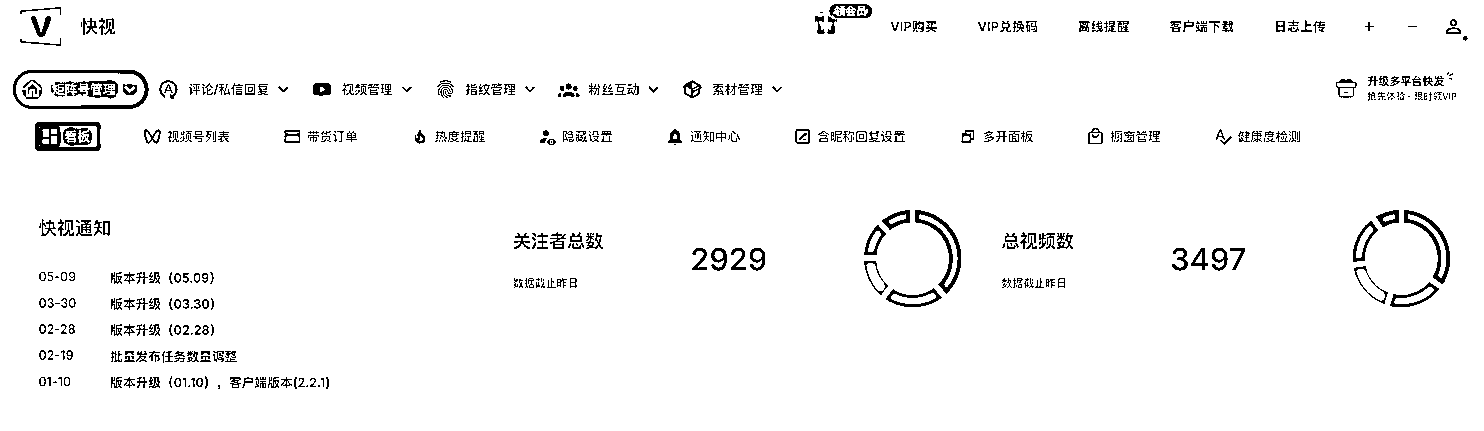 快视
领会员
VIP购买 VIP兑换码 离线提醒 客户端下载 日志上传
矩阵号管理 评论/私信回复 视频管理 指纹管理 粉丝互动 素材管理
升级多平台快发
抢先体验·限时领VIP
看板 视频号列表 带货订单 热度提醒 隐藏设置 通知中心 含昵称回复设置 多开面板 橱窗管理 健康度检测
快视通知
05-09 版本升级（05.09）
03-30 版本升级（03.30）
02-28 版本升级（02.28）
02-19 批量发布任务数量调整
01-10 版本升级（01.10），客户端版本(2.2.1)
关注者总数
2929
数据截止昨日
总视频数
3497
数据截止昨日